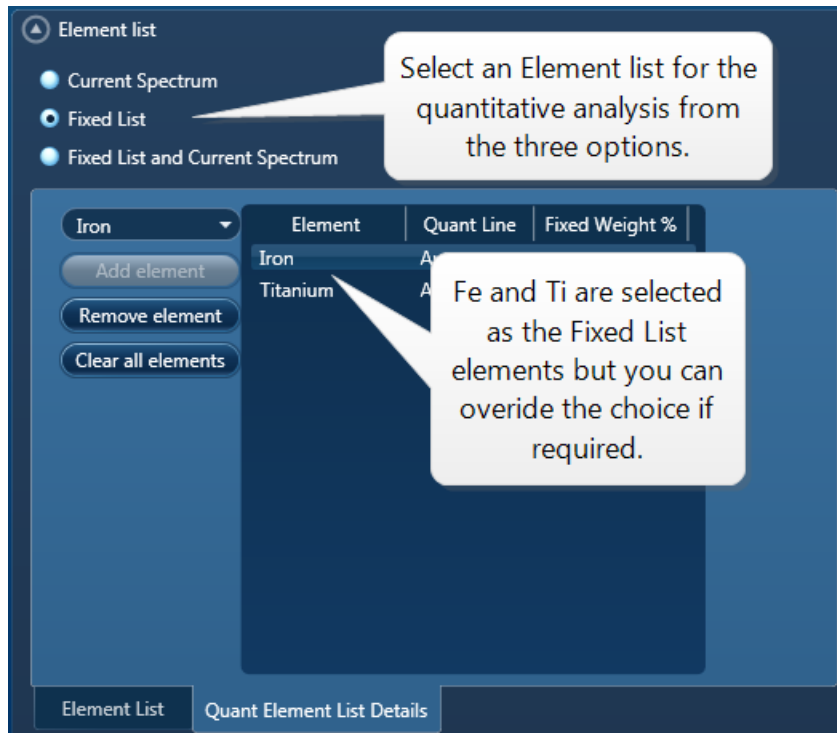 Element list
Current Spectrum
Fixed List
Fixed List and Current Spectrum
Select an Element list for the
quantitative analysis from
the three options.
Iron
Add element
Remove element
Clear all elements
Element Quant Line Fixed Weight %
Iron
Titanium
Fe and Ti are selected
as the Fixed List
elements but you can
overide the choice if
required.
Element List Quant Element List Details